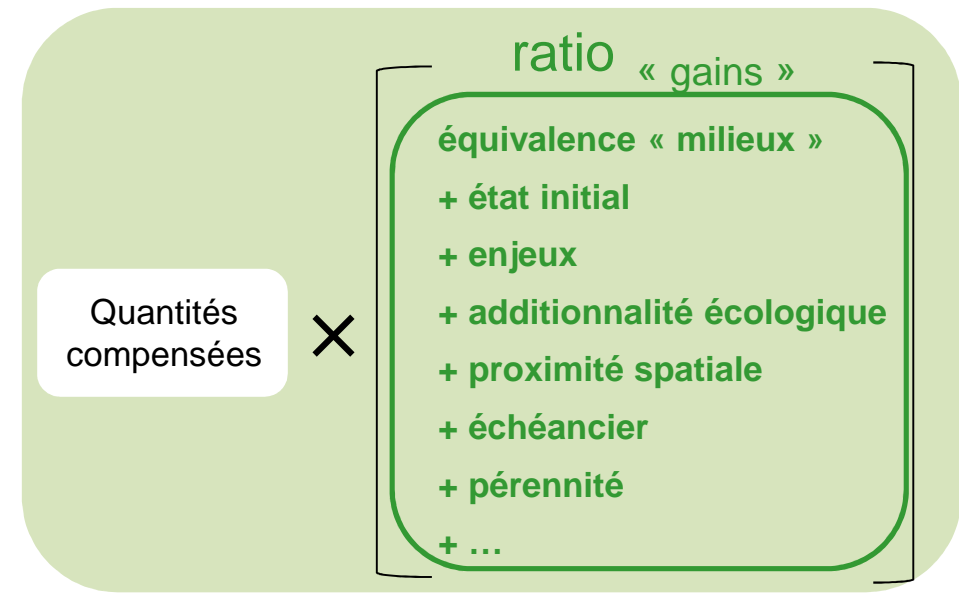 ratio « gains »
équivalence « milieux »
+ état initial
+ enjeux
+ additionnalité écologique
+ proximité spatiale
+ échéancier
+ pérennité
+ …
Quantités
compensées
×